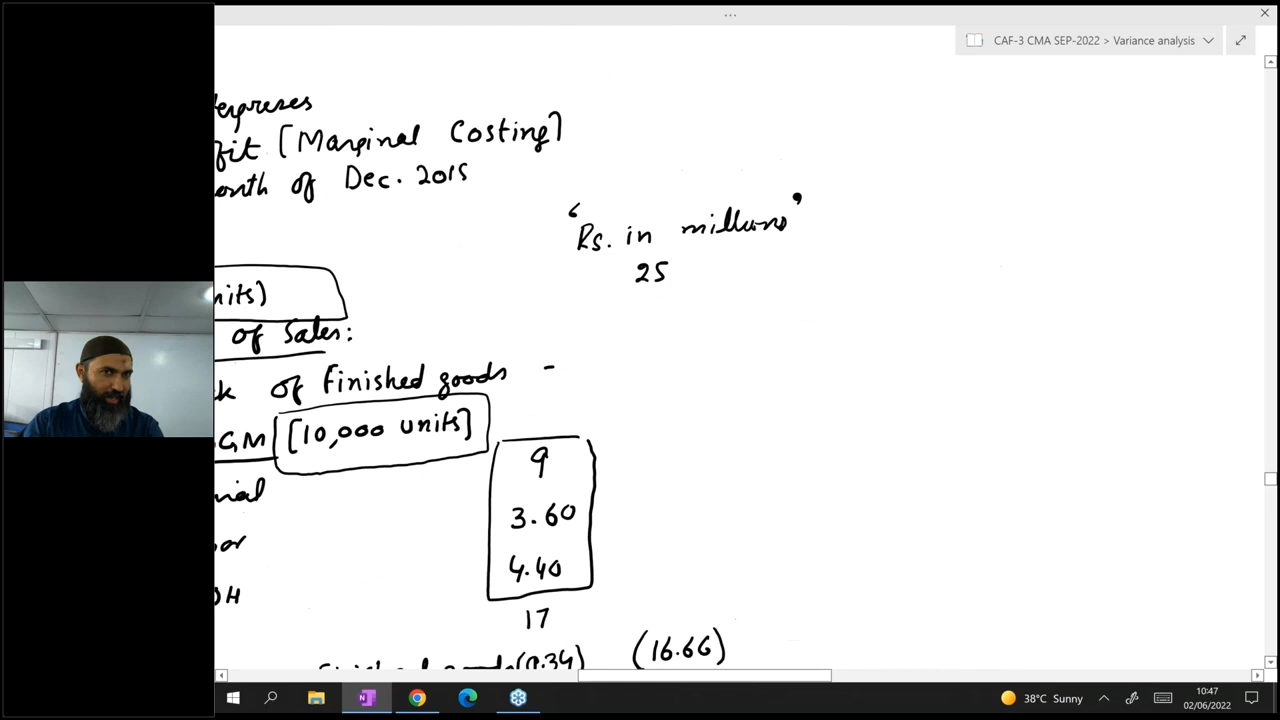 CAF-3 CMA SEP-2022 > Variance analysis
fit [Marginal Costing]
of Dec. 2015
'Rs. in millions'
25
nits)
of Sales:
of Finished goods -
GM [10,000 units]
9
3.60
4.40
17
(16.66)
38°C Sunny
10:47
02/06/2022